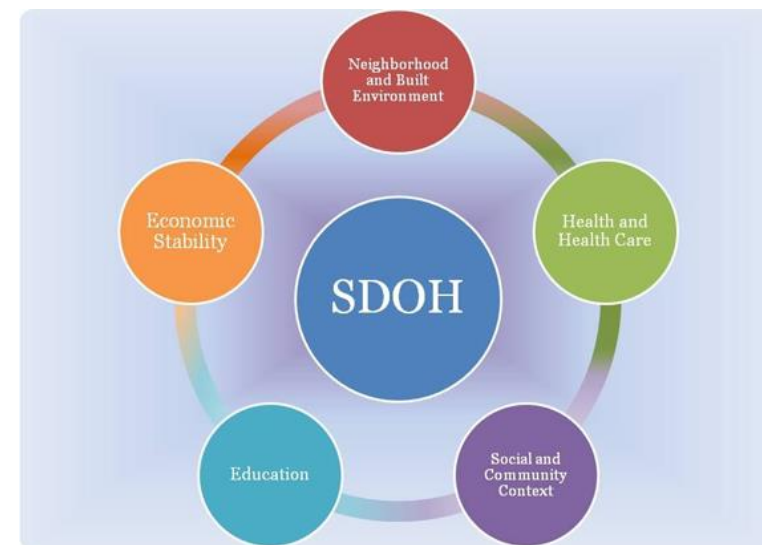 Neighborhood
and Built
Environment
Economic
Stability
Health and
Health Care
SDOH
Education
Social and
Community
Context